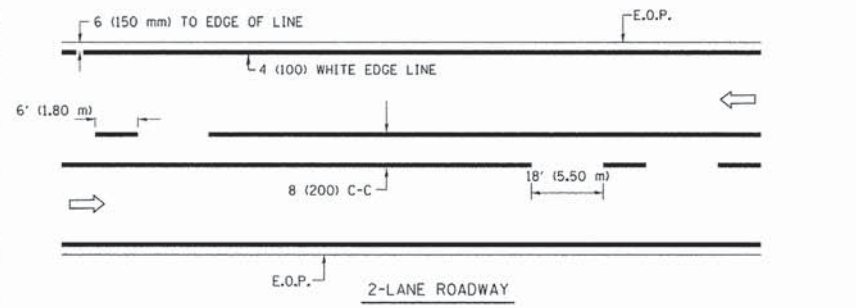 6 (150 mm) TO EDGE OF LINE
E.O.P.
4 (100) WHITE EDGE LINE
6' (1.80 m)
8 (200) C-C
18' (5.50 m)
E.O.P.
2-LANE ROADWAY